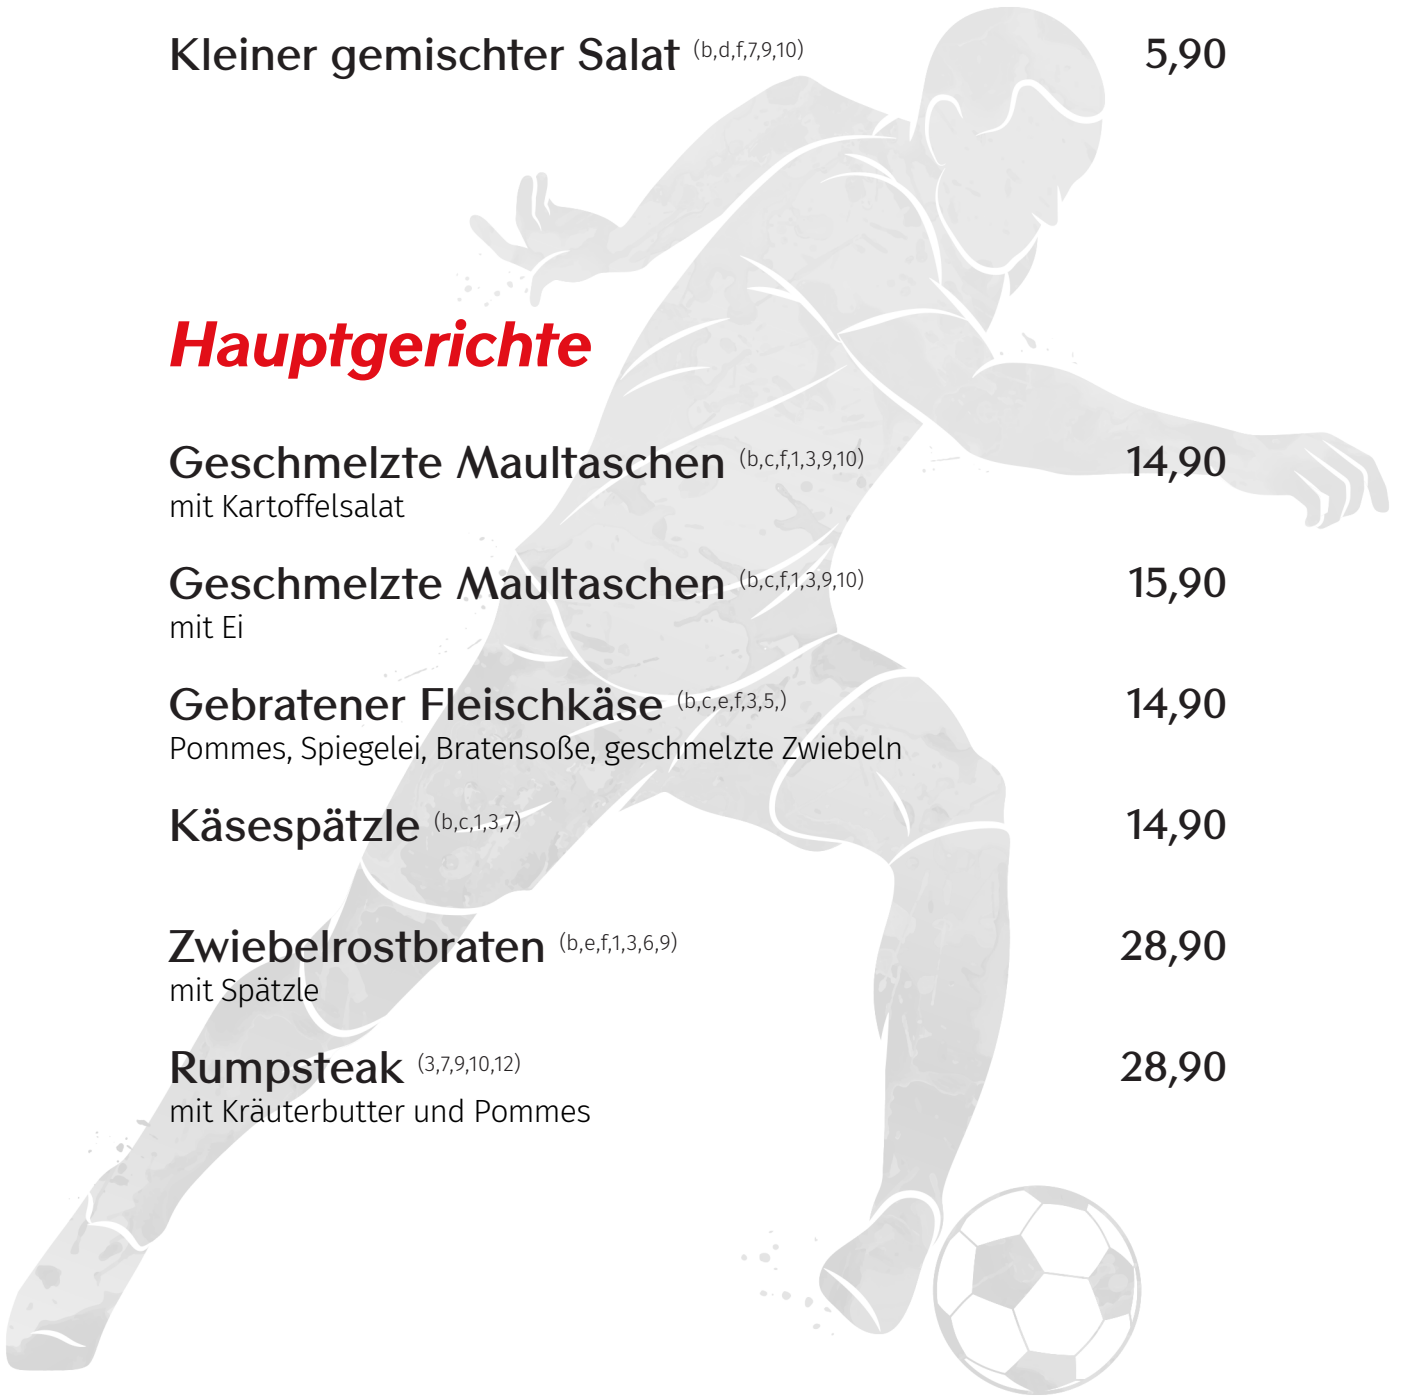 Kleiner gemischter Salat (b,d,f,7,9,10) 5,90
Hauptgerichte
Geschmelzte Maultaschen (b,c,f,1,3,9,10) 14,90
mit Kartoffelsalat
Geschmelzte Maultaschen (b,c,f,1,3,9,10) 15,90
mit Ei
Gebratener Fleischkäse (b,c,e,f,3,5,) 14,90
Pommes, Spiegelei, Bratensoße, geschmelzte Zwiebeln
Käsespätzle (b,c,1,3,7) 14,90
Zwiebelrostbraten (b,e,f,1,3,6,9) 28,90
mit Spätzle
Rumpsteak (3,7,9,10,12) 28,90
mit Kräuterbutter und Pommes